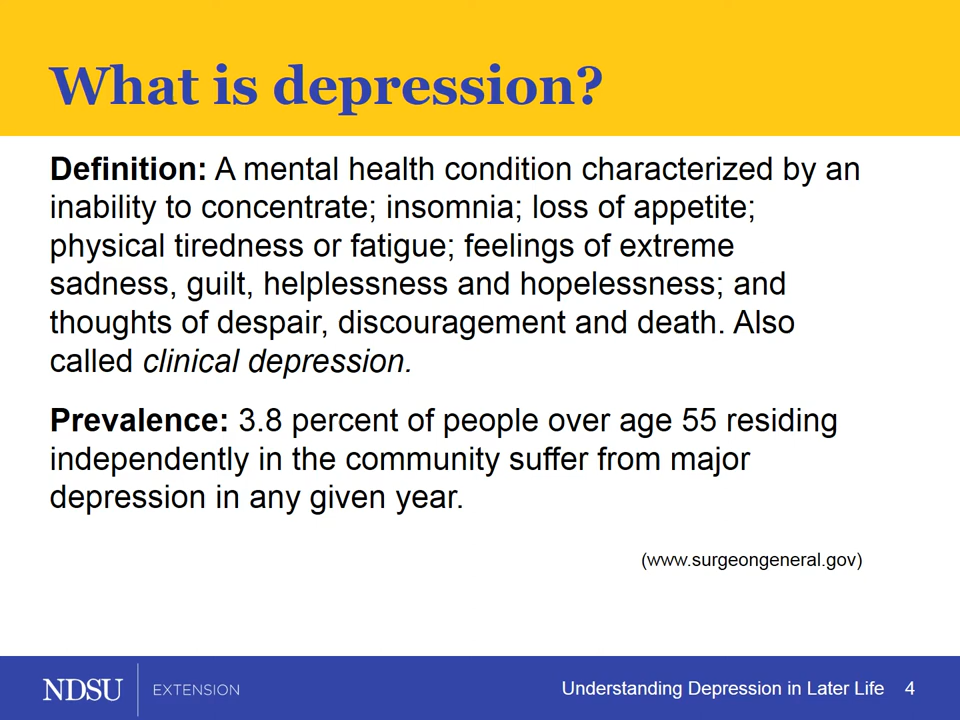 What is depression?
Definition: A mental health condition characterized by an
inability to concentrate; insomnia; loss of appetite;
physical tiredness or fatigue; feelings of extreme
sadness, guilt, helplessness and hopelessness; and
thoughts of despair, discouragement and death. Also
called clinical depression.
Prevalence: 3.8 percent of people over age 55 residing
independently in the community suffer from major
depression in any given year.
(www.surgeongeneral.gov)
NDSU EXTENSION
Understanding Depression in Later Life 4